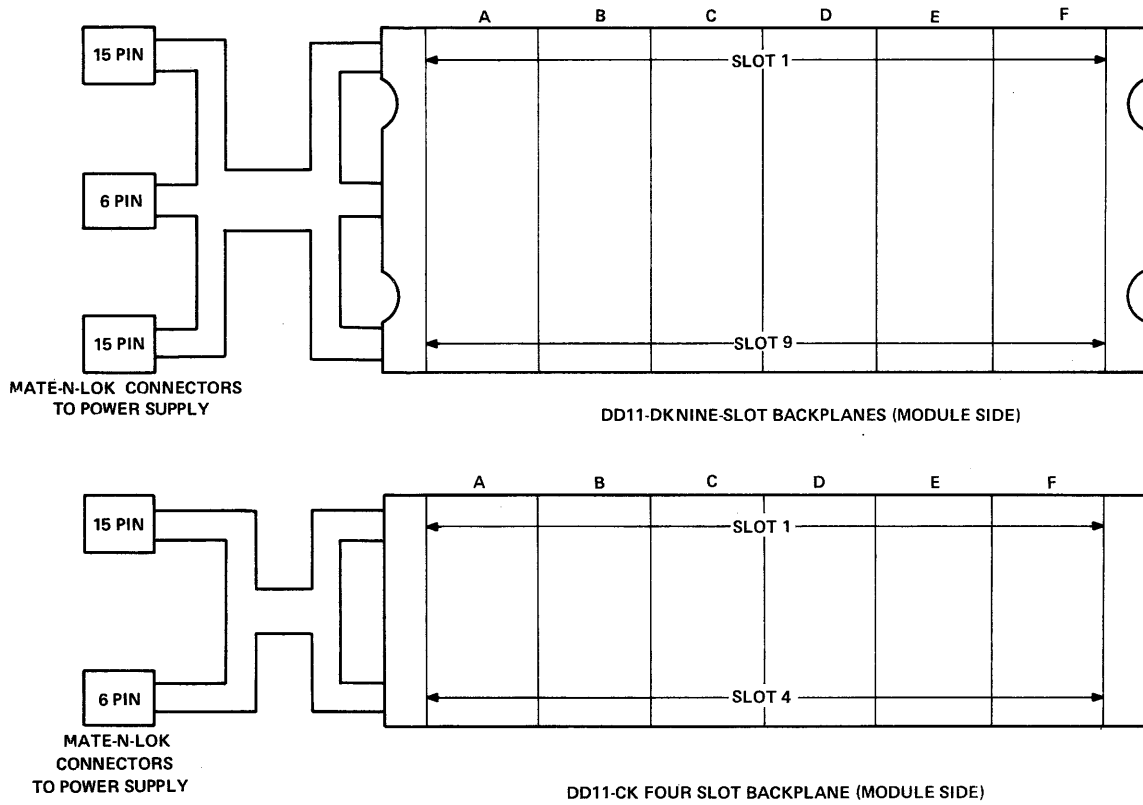 A B C D E F
15 PIN
SLOT 1
6 PIN
15 PIN
SLOT 9
MATE-N-LOK CONNECTORS
TO POWER SUPPLY
DD11-DKNINE-SLOT BACKPLANES (MODULE SIDE)
A B C D E F
15 PIN
SLOT 1
6 PIN
SLOT 4
MATE-N-LOK
CONNECTORS
TO POWER SUPPLY
DD11-CK FOUR SLOT BACKPLANE (MODULE SIDE)